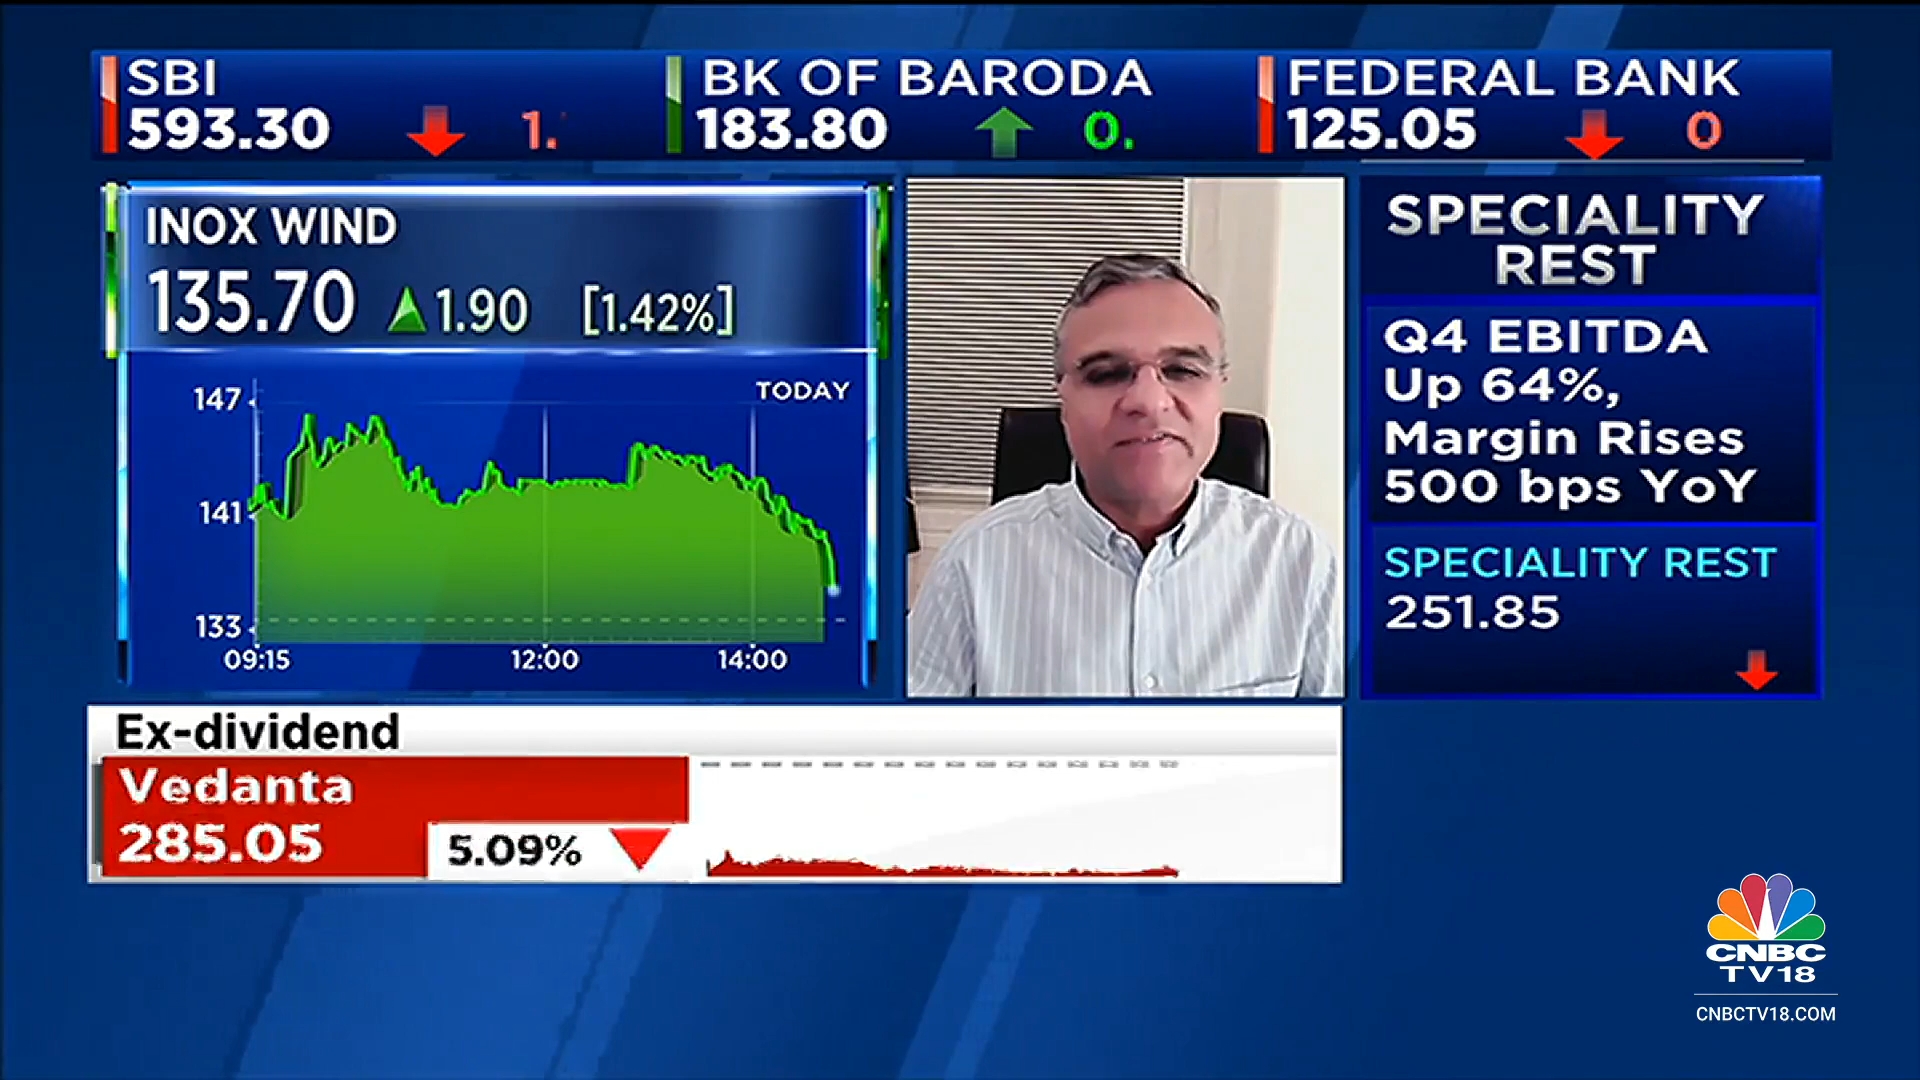 SBI
593.30 1.
BK OF BARODA
183.80 0.
FEDERAL BANK
125.05 0
INOX WIND
135.70 1.90 [1.42%]
TODAY
147
141
133
09:15 12:00 14:00
SPECIALITY
REST
Q4 EBITDA
Up 64%,
Margin Rises
500 bps YoY
SPECIALITY REST
251.85
Ex-dividend
Vedanta
285.05
5.09%
CNBC
TV18
CNBCTV18.COM